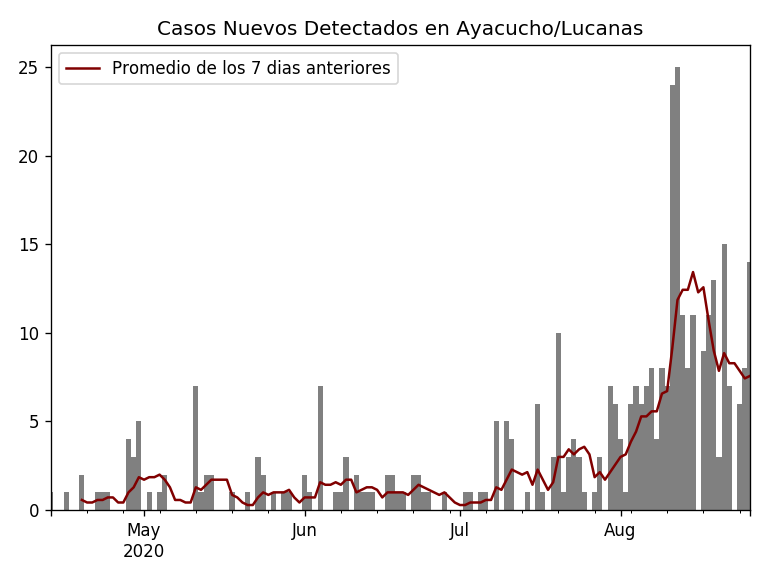 Casos Nuevos Detectados en Ayacucho/Lucanas
Promedio de los 7 dias anteriores
25
20
15
10
5
0
May
2020
Jun
Jul
Aug